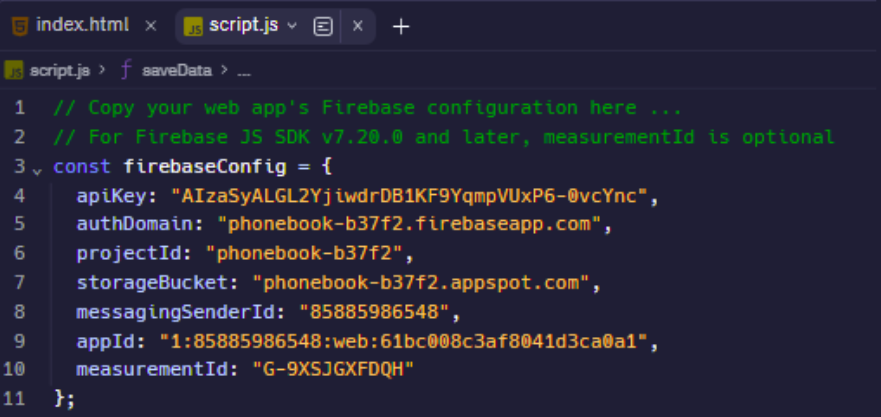 index.html ×
JS script.js ×  +
JS script.js > f saveData > ...
1 // Copy your web app's Firebase configuration here ...
2 // For Firebase JS SDK v7.20.0 and later, measurementId is optional
3 const firebaseConfig = {
4 apiKey: "AIzaSyALGL2YjiwdrDB1KF9YqmpVUxP6-0vcYnc",
5 authDomain: "phonebook-b37f2.firebaseapp.com",
6 projectId: "phonebook-b37f2",
7 storageBucket: "phonebook-b37f2.appspot.com",
8 messagingSenderId: "85885986548",
9 appId: "1:85885986548:web:61bc008c3af8041d3ca0a1",
10 measurementId: "G-9XSJGXFDQH"
11 };